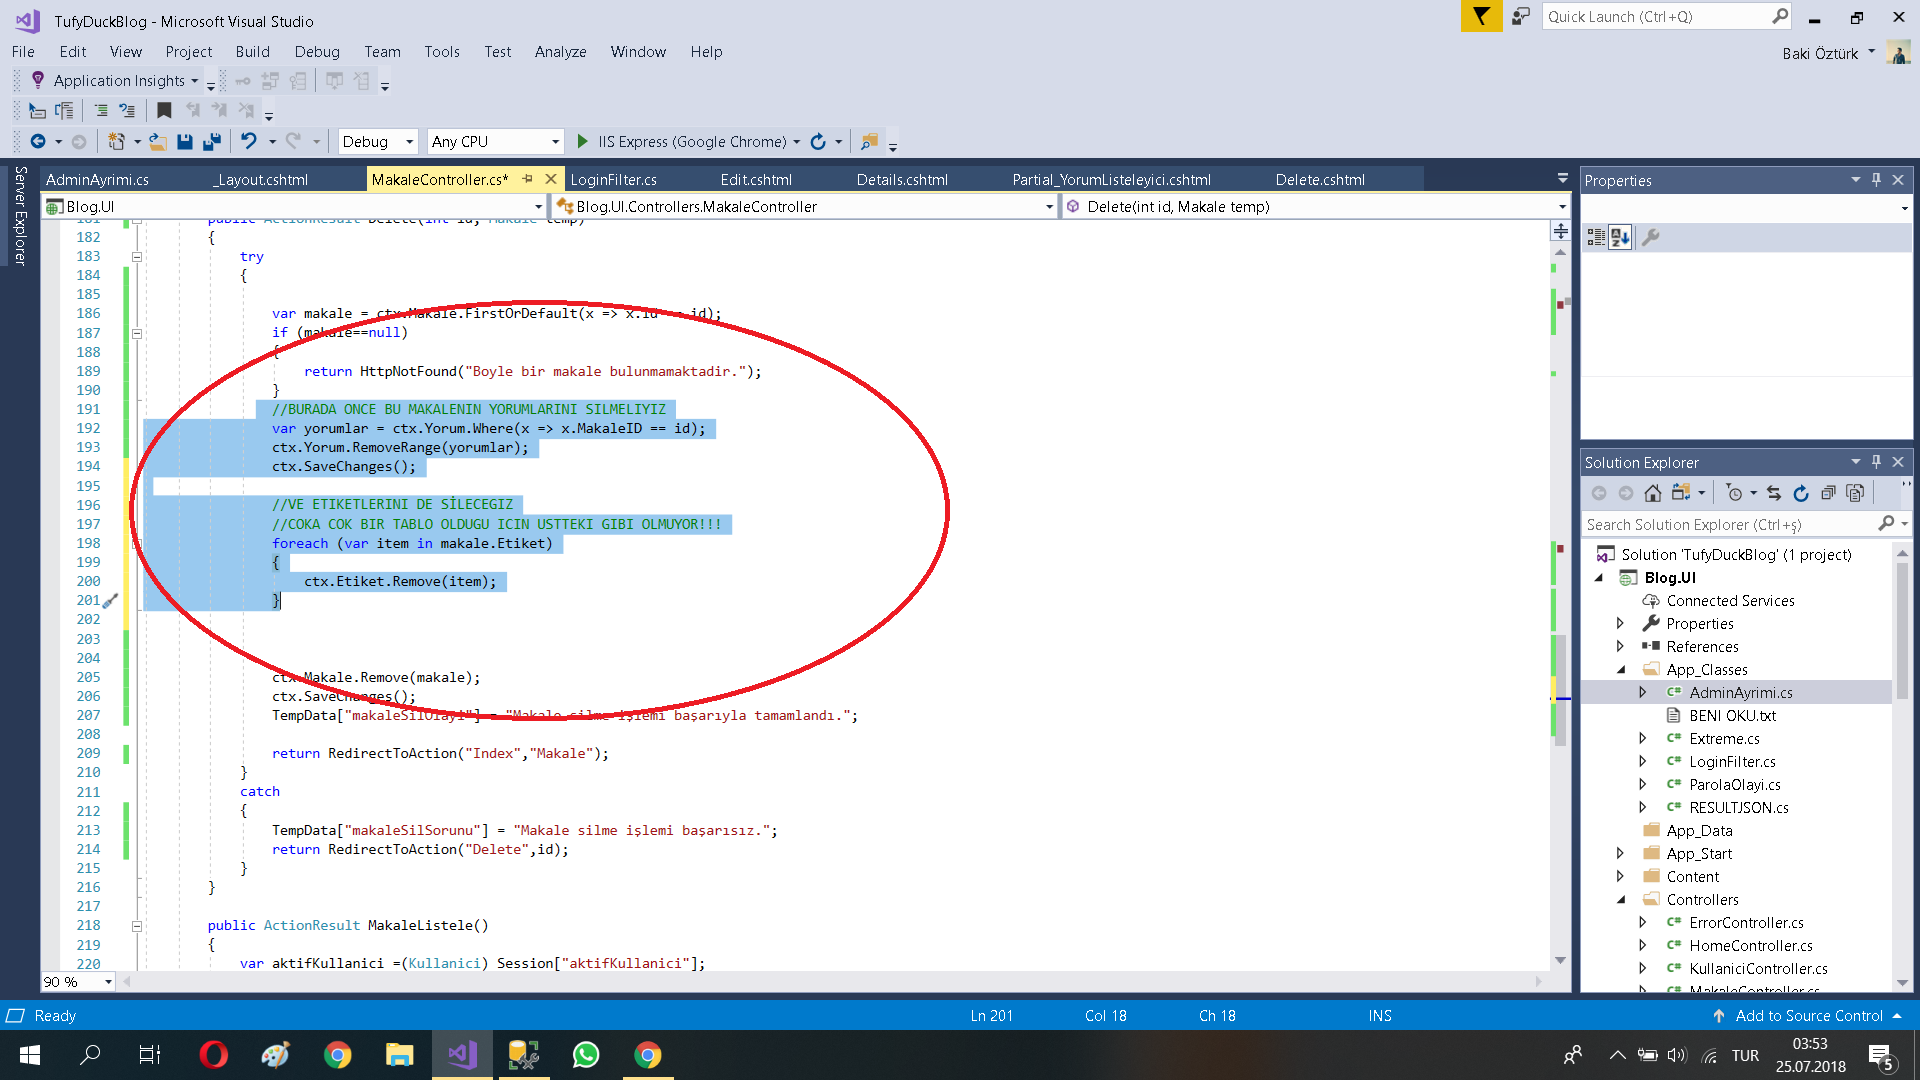 TufyDuckBlog - Microsoft Visual Studio
Quick Launch (Ctrl+Q)
File Edit View Project Build Debug Team Tools Test Analyze Window Help
Baki Öztürk
Application Insights
Debug Any CPU IIS Express (Google Chrome)
Server Explorer
AdminAyrimi.cs _Layout.cshtml MakaleController.cs* LoginFilter.cs Edit.cshtml Details.cshtml Partial_YorumListeleyici.cshtml Delete.cshtml
Blog.UI Blog.UI.Controllers.MakaleController Delete(int id, Makale temp)
181 public ActionResult Delete(int id, Makale temp)
182 {
183 try
184 {
185
186 var makale = ctx.Makale.FirstOrDefault(x => x.id == id);
187 if (makale==null)
188 {
189 return HttpNotFound("Boyle bir makale bulunmamaktadir.");
190 }
191 //BURADA ONCE BU MAKALENIN YORUMLARINI SILMELIYIZ
192 var yorumlar = ctx.Yorum.Where(x => x.MakaleID == id);
193 ctx.Yorum.RemoveRange(yorumlar);
194 ctx.SaveChanges();
195
196 //VE ETIKETLERINI DE SİLECEGIZ
197 //COKA COK BIR TABLO OLDUGU ICIN USTTEKI GIBI OLMUYOR!!!
198 foreach (var item in makale.Etiket)
199 {
200 ctx.Etiket.Remove(item);
201 }
202
203
204
205 ctx.Makale.Remove(makale);
206 ctx.SaveChanges();
207 TempData["makaleSilOlayi"] = "Makale silme işlemi başarıyla tamamlandı.";
208
209 return RedirectToAction("Index","Makale");
210 }
211 catch
212 {
213 TempData["makaleSilSorunu"] = "Makale silme işlemi başarısız.";
214 return RedirectToAction("Delete",id);
215 }
216 }
217
218 public ActionResult MakaleListele()
219 {
220 var aktifKullanici =(Kullanici) Session["aktifKullanici"];
90 %
Properties
Solution Explorer
Search Solution Explorer (Ctrl+ş)
Solution 'TufyDuckBlog' (1 project)
Blog.UI
Connected Services
Properties
References
App_Classes
AdminAyrimi.cs
BENI OKU.txt
Extreme.cs
LoginFilter.cs
ParolaOlayi.cs
RESULTJSON.cs
App_Data
App_Start
Content
Controllers
ErrorController.cs
HomeController.cs
KullaniciController.cs
MakaleController.cs
Ready Ln 201 Col 18 Ch 18 INS Add to Source Control
TUR
03:53
25.07.2018
5